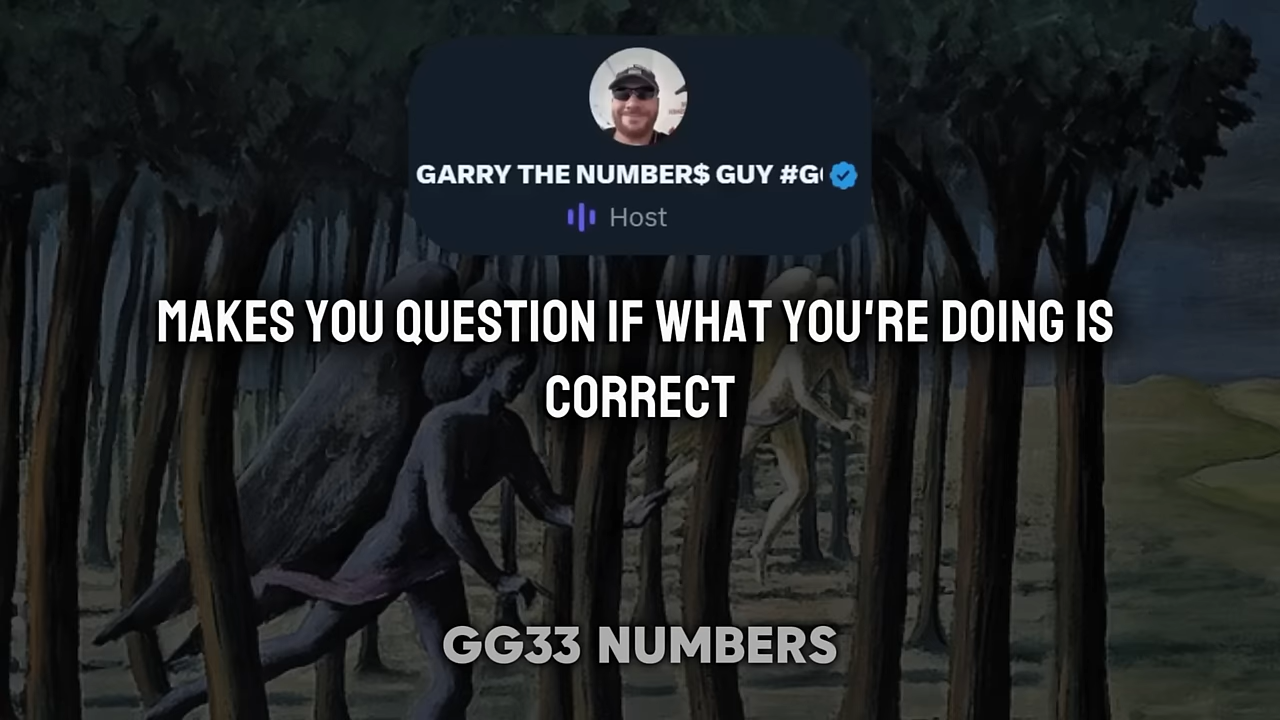 GARRY THE NUMBER$ GUY #G
Host
MAKES YOU QUESTION IF WHAT YOU'RE DOING IS
CORRECT
GG33 NUMBERS